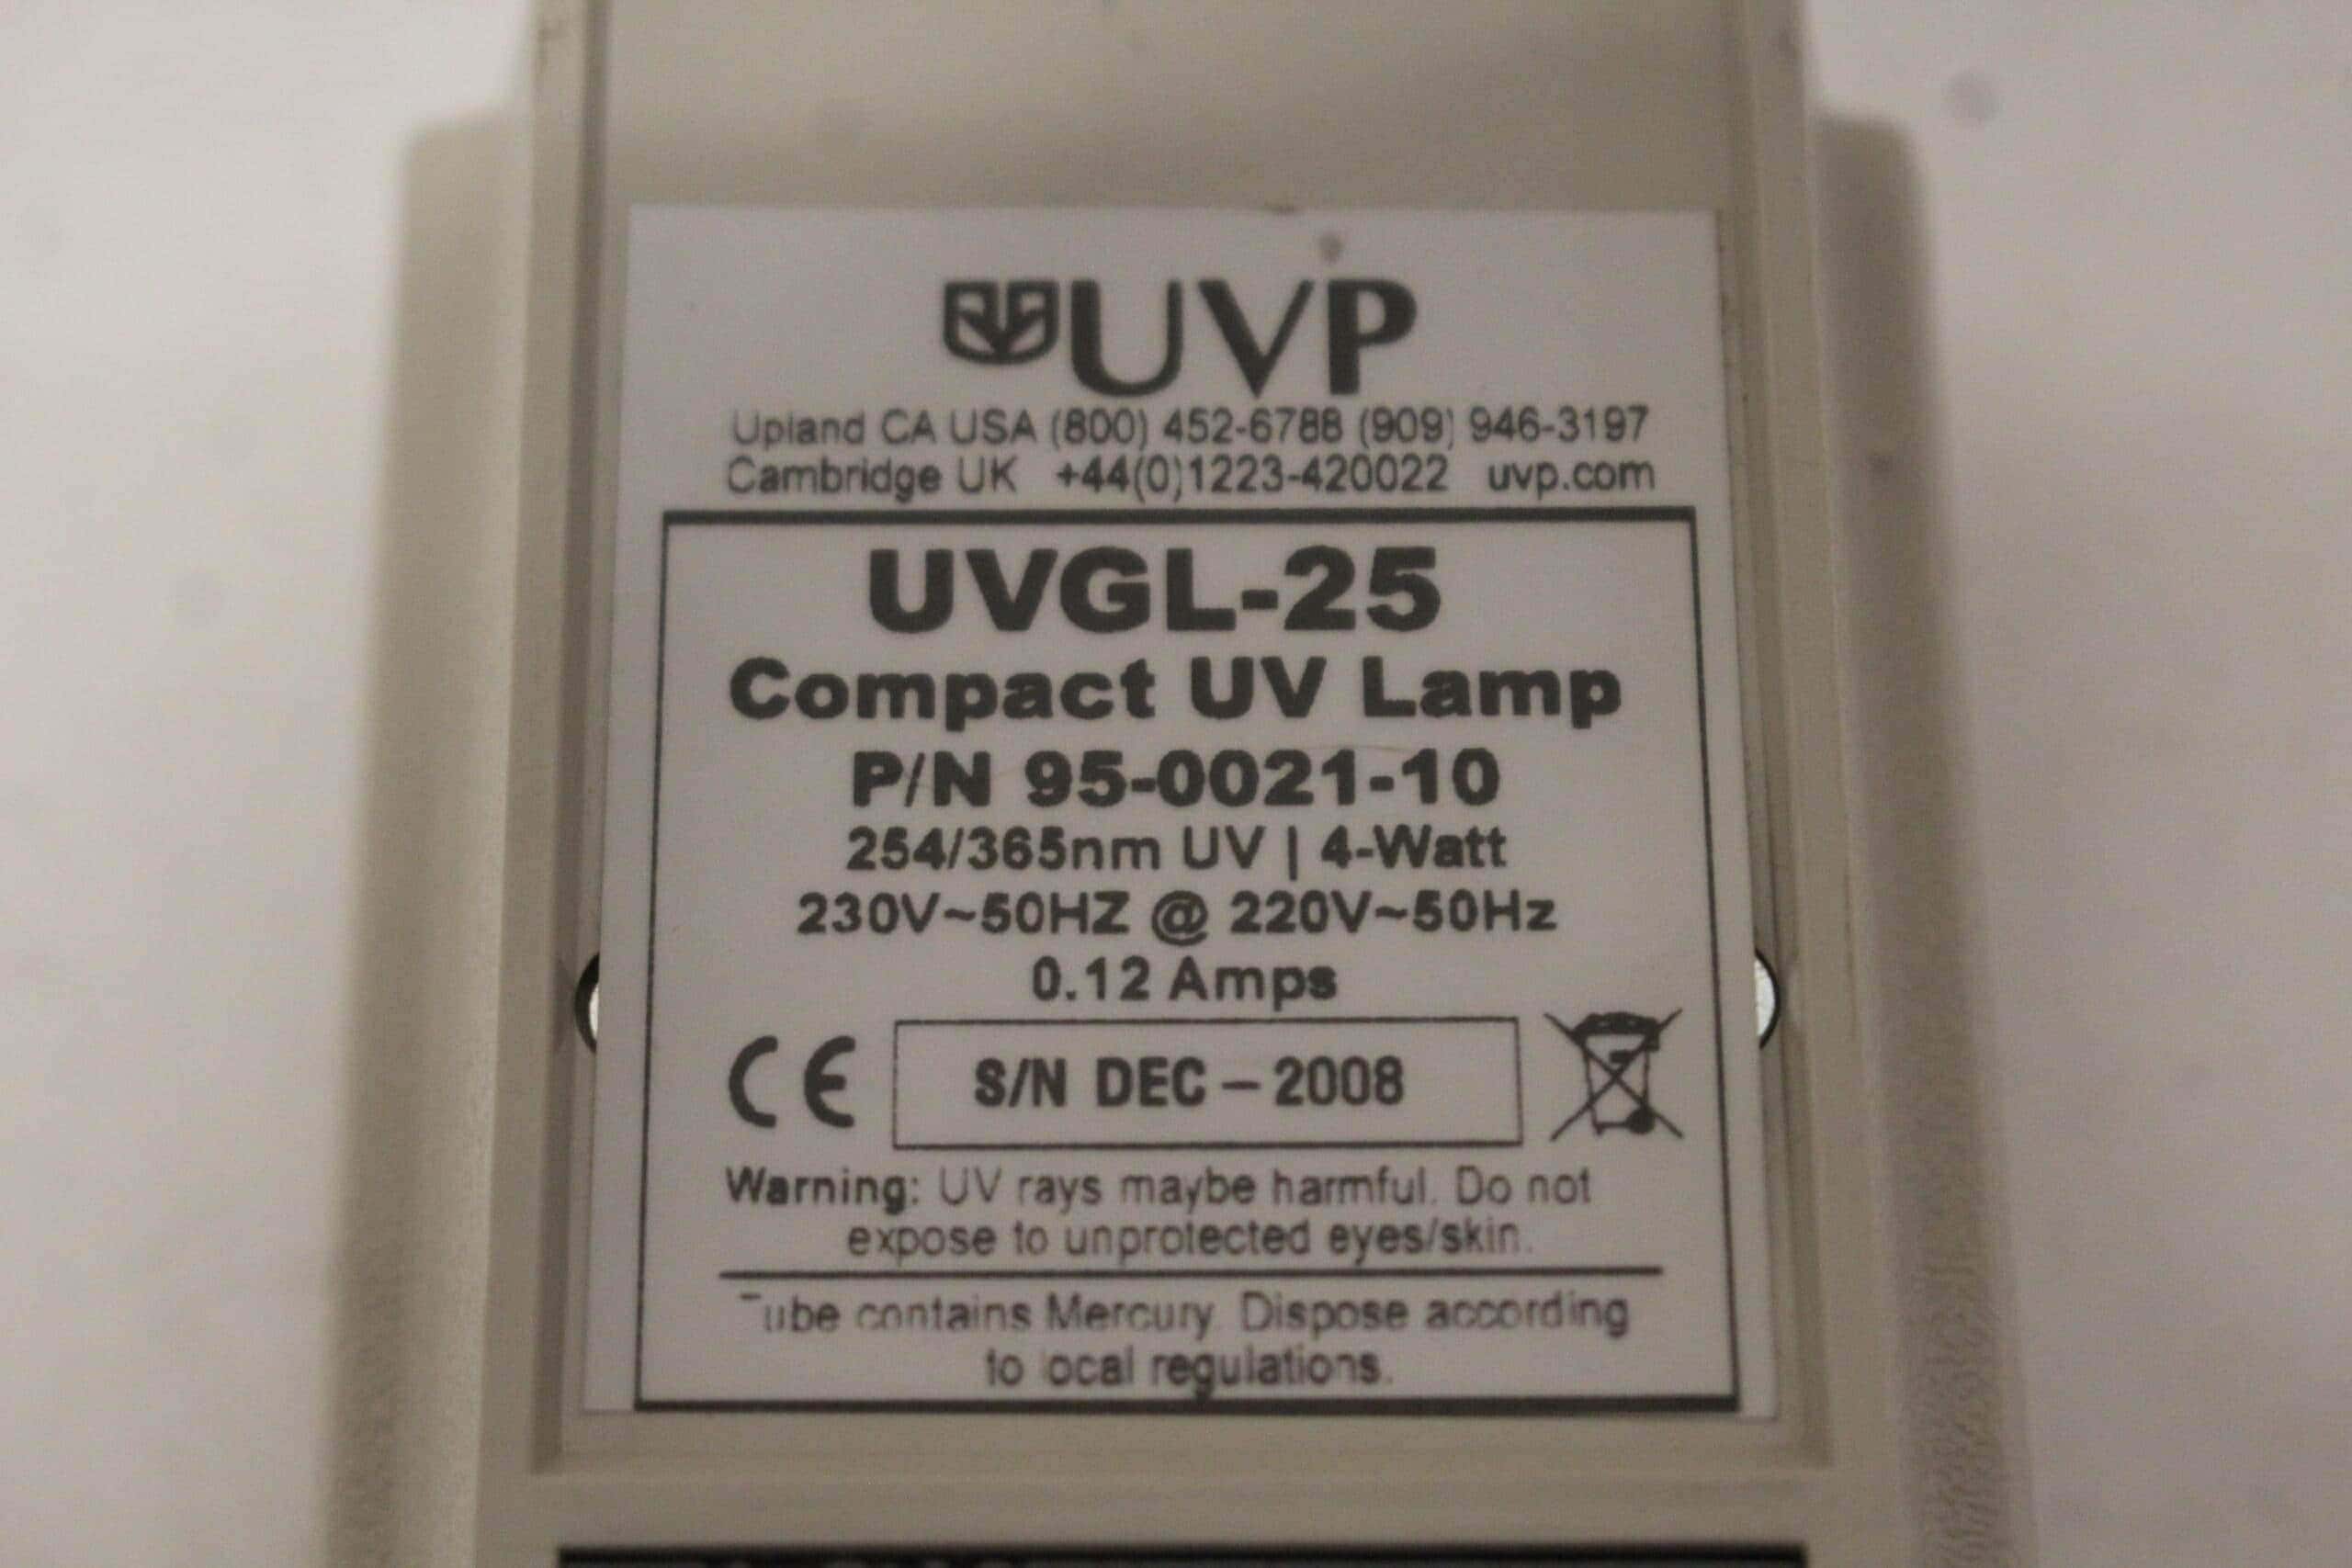 UVP
Upland CA USA (800) 452-6788 (909) 946-3197
Cambridge UK +44(0)1223-420022 uvp.com
UVGL-25
Compact UV Lamp
P/N 95-0021-10
254/365nm UV | 4-Watt
230V~50HZ @ 220V~50Hz
0.12 Amps
CE
S/N DEC – 2008
Warning: UV rays maybe harmful. Do not
expose to unprotected eyes/skin.
Tube contains Mercury. Dispose according
to local regulations.